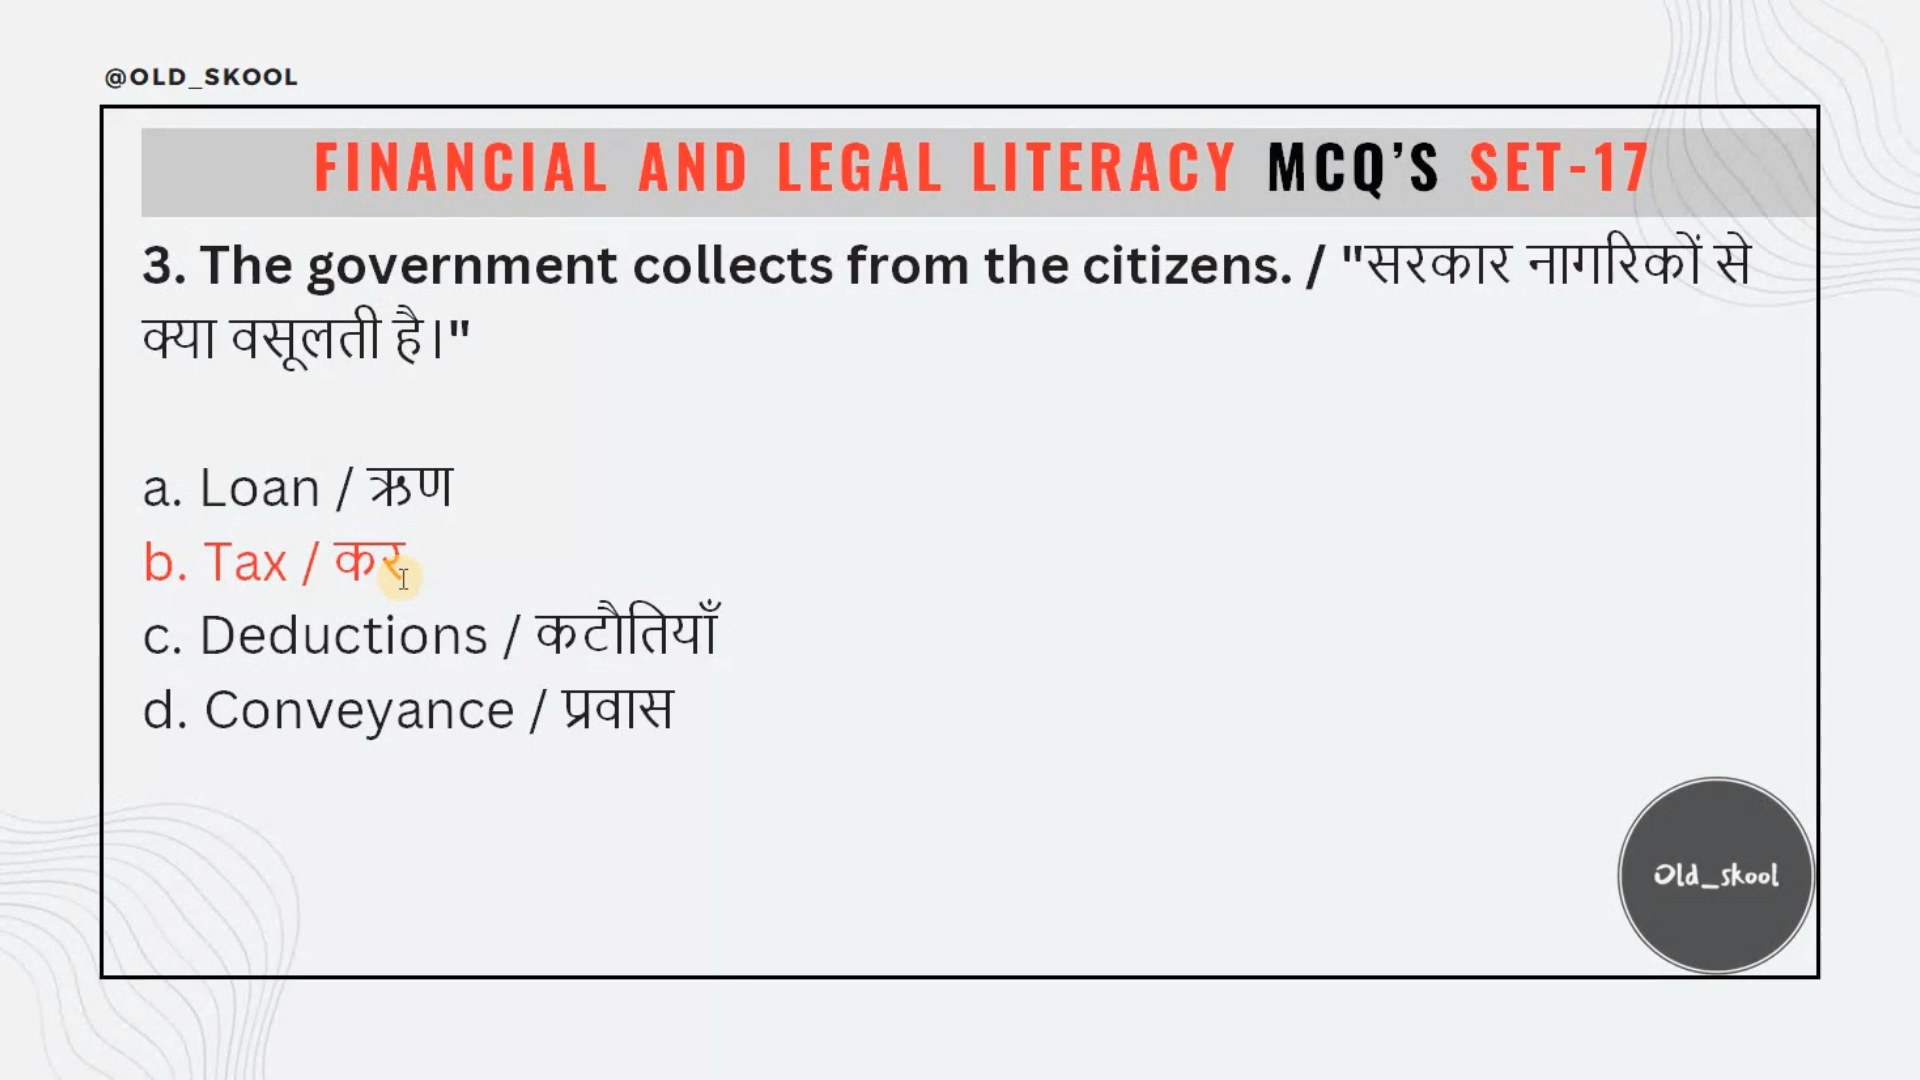 @OLD_SKOOL
FINANCIAL AND LEGAL LITERACY MCQ'S SET-17
3. The government collects from the citizens. / "सरकार नागरिकों से
क्या वसूलती है।"
a. Loan / ऋण
b. Tax / कर
c. Deductions / कटौतियाँ
d. Conveyance / प्रवास
Old_skool